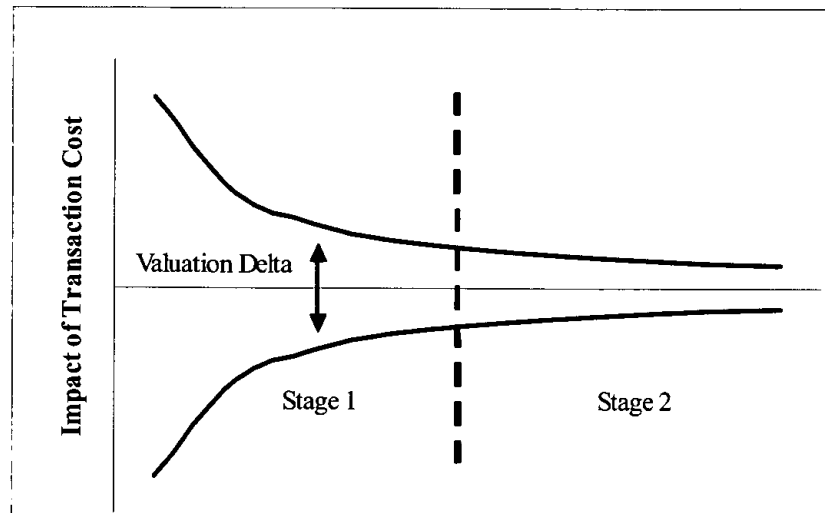 Impact of Transaction Cost
Valuation Delta
Stage 1
Stage 2